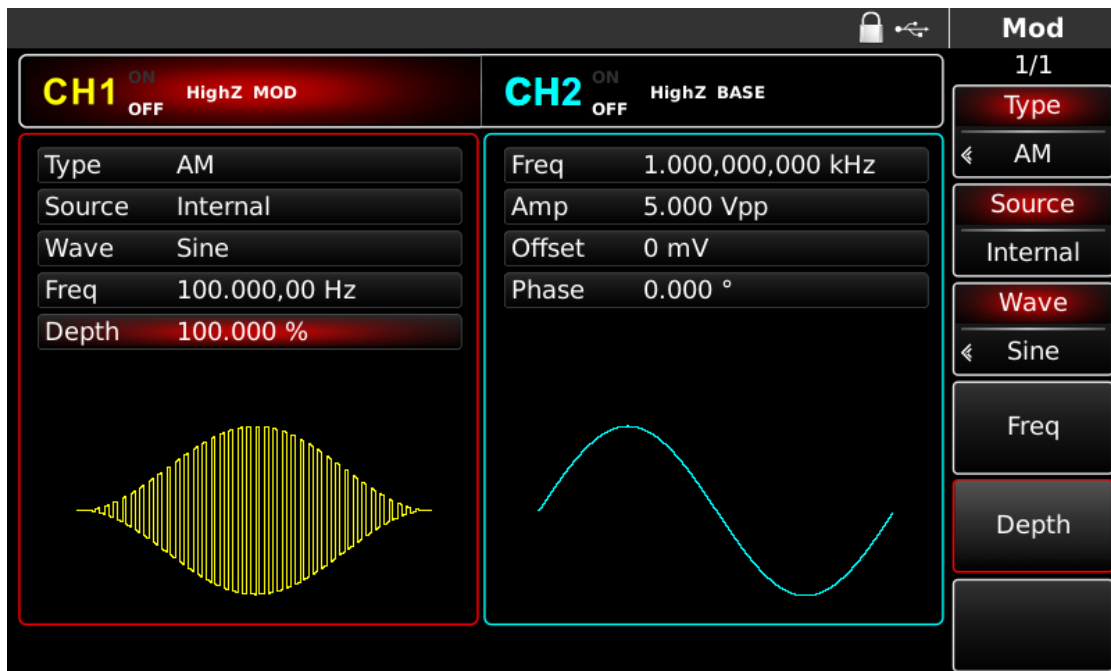 Mod
1/1
CH1 ON OFF HighZ MOD
CH2 ON OFF HighZ BASE
Type AM
Source Internal
Wave Sine
Freq 100.000,00 Hz
Depth 100.000 %
Freq 1.000,000,000 kHz
Amp 5.000 Vpp
Offset 0 mV
Phase 0.000 °
Type
AM
Source
Internal
Wave
Sine
Freq
Depth